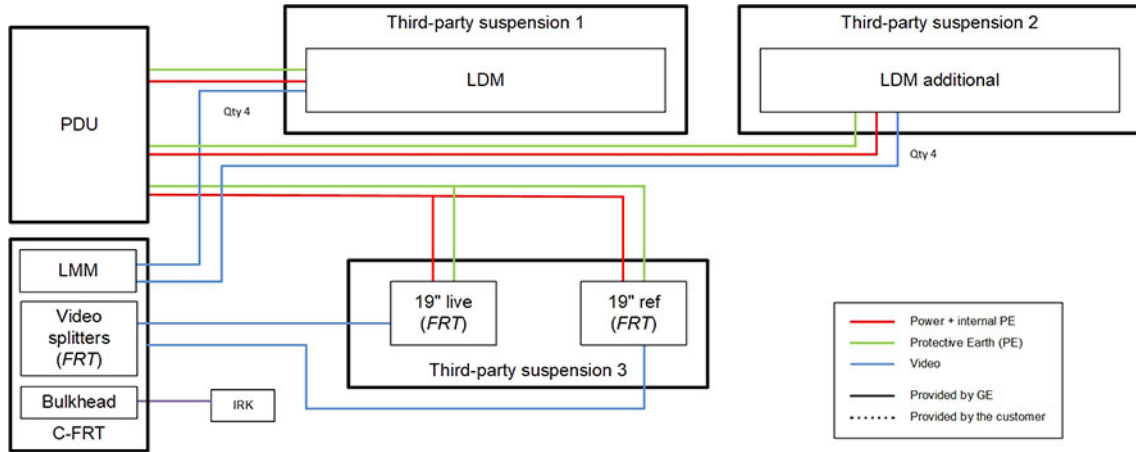 Third-party suspension 1
Third-party suspension 2
LDM
LDM additional
PDU
Qty 4
Qty 4
LMM
Video
splitters
(FRT)
Bulkhead
C-FRT
IRK
19" live
(FRT)
19" ref
(FRT)
Third-party suspension 3
Power + internal PE
Protective Earth (PE)
Video
Provided by GE
Provided by the customer